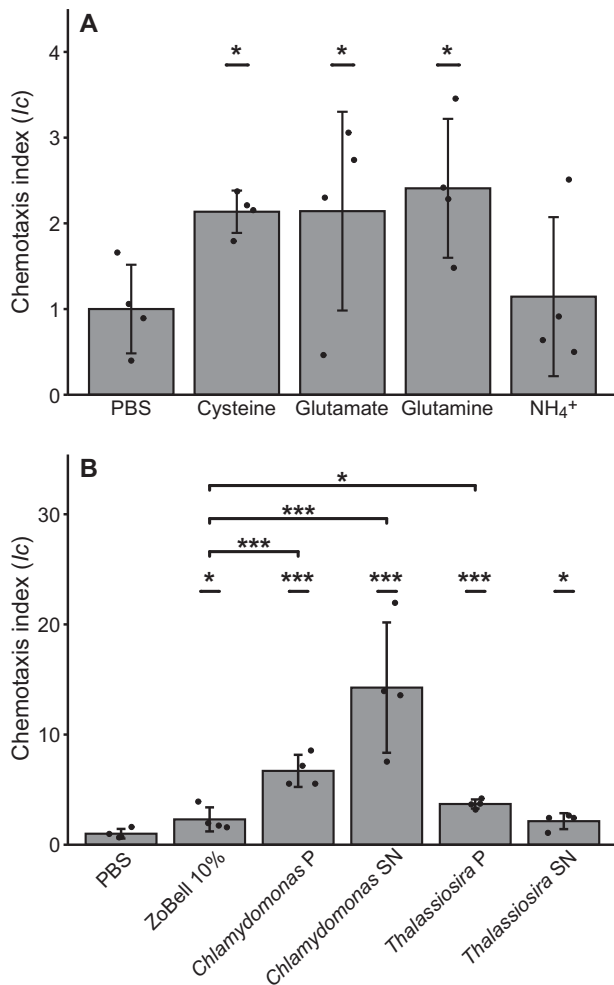 A
Chemotaxis index (Ic)
4
3
2
1
0
* * *
PBS Cysteine Glutamate Glutamine NH₄⁺
B
Chemotaxis index (Ic)
30
20
10
0
*
***
***
* *** *** *** *
PBS
ZoBell 10%
Chlamydomonas P
Chlamydomonas SN
Thalassiosira P
Thalassiosira SN